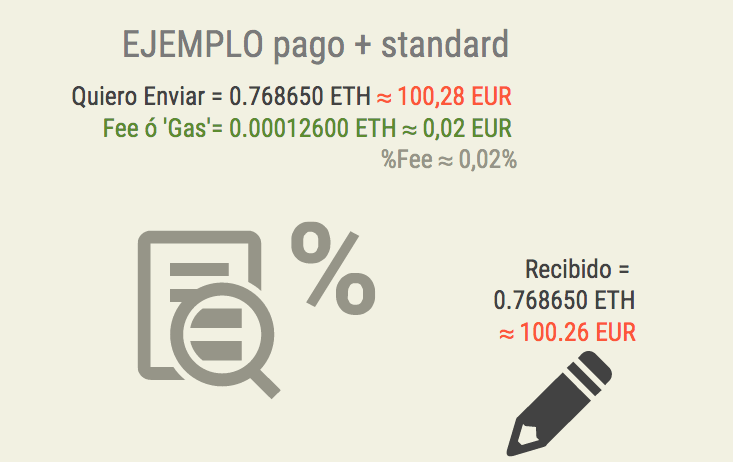 EJEMPLO pago + standard
Quiero Enviar = 0.768650 ETH ≈ 100,28 EUR
Fee ó 'Gas'= 0.00012600 ETH ≈ 0,02 EUR
%Fee ≈ 0,02%
%
Recibido =
0.768650 ETH
≈ 100.26 EUR